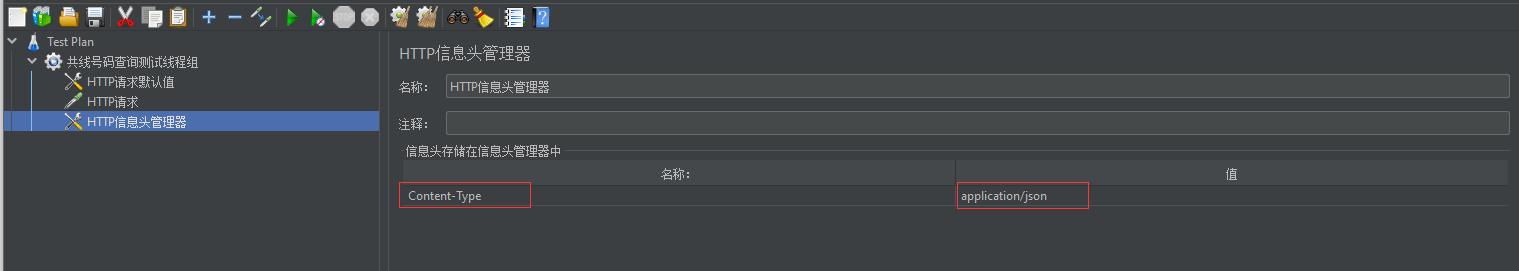 Test Plan
共线号码查询测试线程组
HTTP请求默认值
HTTP请求
HTTP信息头管理器
HTTP信息头管理器
名称： HTTP信息头管理器
注释：
信息头存储在信息头管理器中
名称： 值
Content-Type application/json